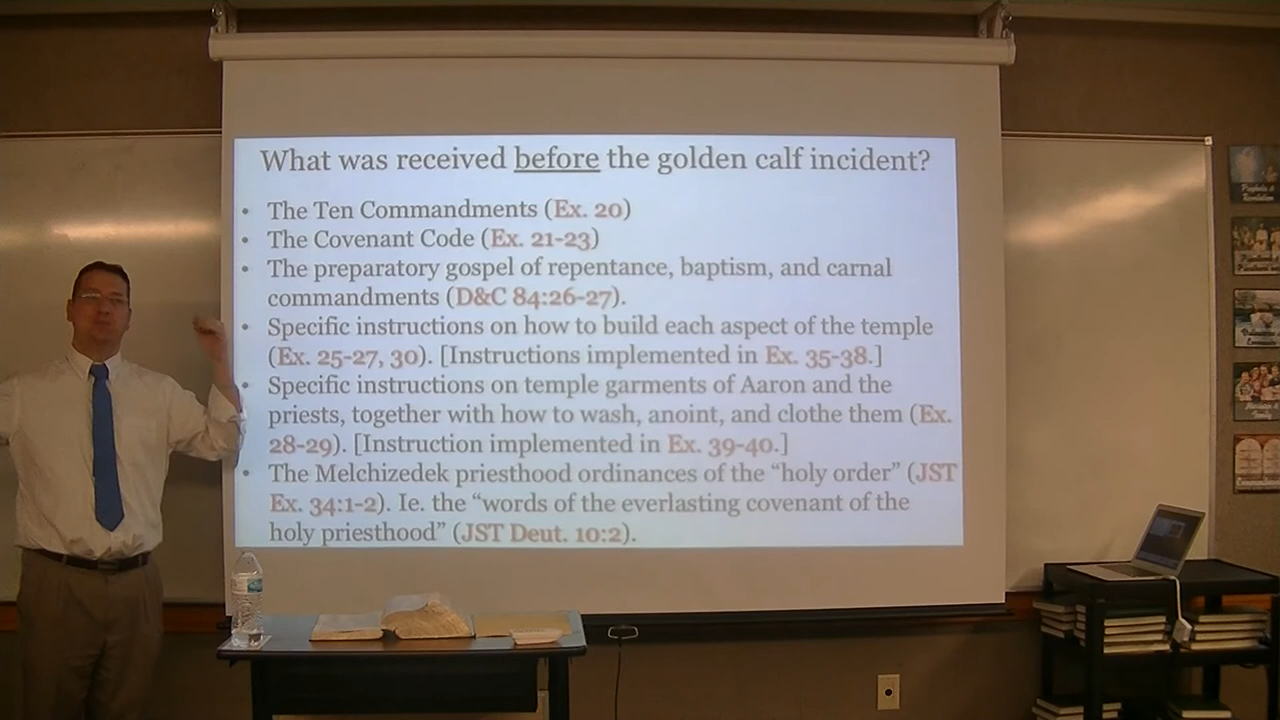 What was received before the golden calf incident?
• The Ten Commandments (Ex. 20)
• The Covenant Code (Ex. 21-23)
• The preparatory gospel of repentance, baptism, and carnal
commandments (D&C 84:26-27).
• Specific instructions on how to build each aspect of the temple
(Ex. 25-27, 30). [Instructions implemented in Ex. 35-38.]
• Specific instructions on temple garments of Aaron and the
priests, together with how to wash, anoint, and clothe them (Ex.
28-29). [Instruction implemented in Ex. 39-40.]
• The Melchizedek priesthood ordinances of the “holy order” (JST
Ex. 34:1-2). Ie. the “words of the everlasting covenant of the
holy priesthood” (JST Deut. 10:2).